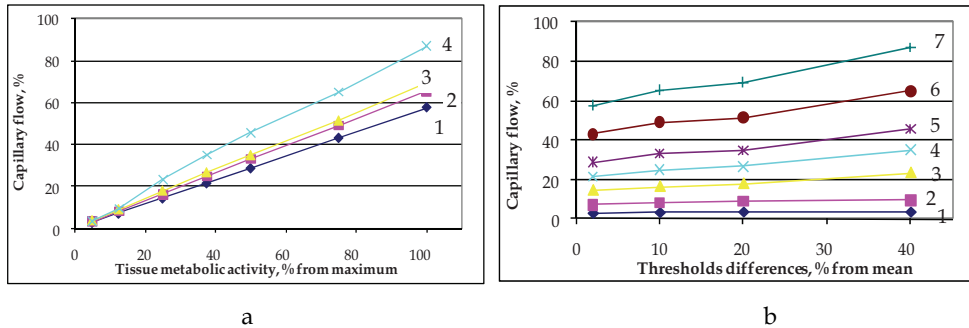 100
80
60
40
20
0
Capillary flow, %
0 20 40 60 80 100
Tissue metabolic activity, % from maximum
4
3
2
1
a
100
80
60
40
20
0
Capillary flow, %
0 10 20 30 40
Thresholds differences, % from mean
7
6
5
4
3
2
1
b